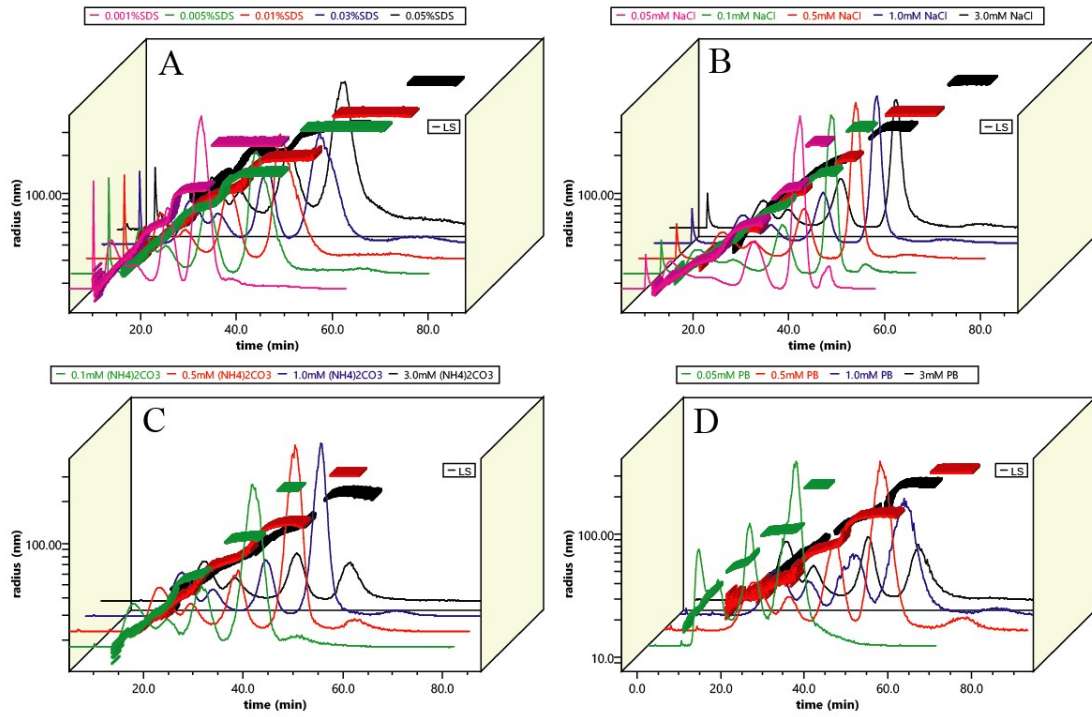 0.001%SDS 0.005%SDS 0.01%SDS 0.03%SDS 0.05%SDS
A
LS
radius (nm)
100.00
20.0 40.0 60.0 80.0
time (min)
0.05mM NaCl 0.1mM NaCl 0.5mM NaCl 1.0mM NaCl 3.0mM NaCl
B
LS
radius (nm)
100.00
20.0 40.0 60.0 80.0
time (min)
0.1mM (NH4)2CO3 0.5mM (NH4)2CO3 1.0mM (NH4)2CO3 3.0mM (NH4)2CO3
C
LS
radius (nm)
100.00
20.0 40.0 60.0 80.0
time (min)
0.05mM PB 0.5mM PB 1.0mM PB 3mM PB
D
LS
radius (nm)
100.00
10.0
0.0 20.0 40.0 60.0 80.0
time (min)